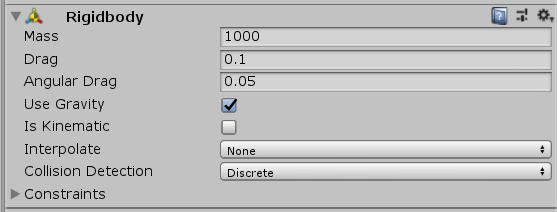 Rigidbody
Mass 1000
Drag 0.1
Angular Drag 0.05
Use Gravity
Is Kinematic
Interpolate None
Collision Detection Discrete
Constraints